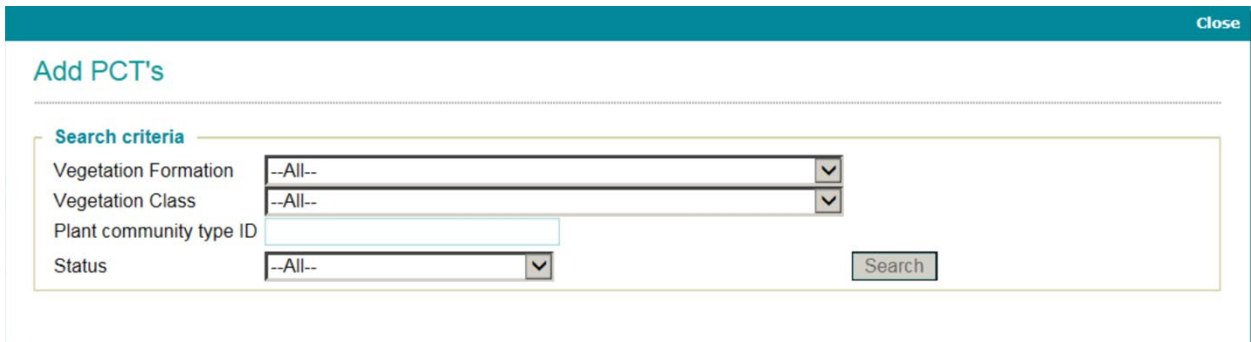 Close
Add PCT's
Search criteria
Vegetation Formation --All--
Vegetation Class --All--
Plant community type ID
Status --All-- Search